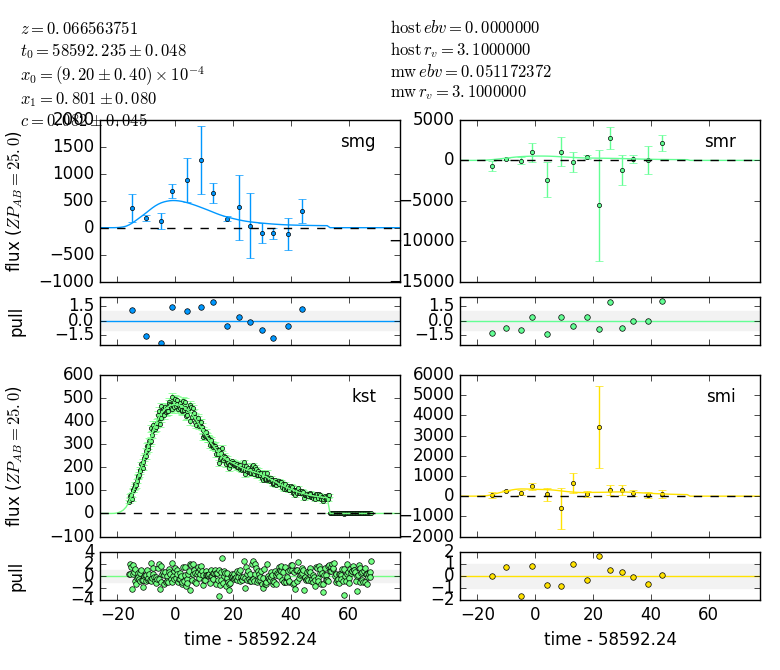 z = 0.066563751
t0 = 58592.235 ± 0.048
x0 = (9.20 ± 0.40) × 10^−4
x1 = 0.801 ± 0.080
c = 0.082 ± 0.045
host ebv = 0.0000000
host r_v = 3.1000000
mw ebv = 0.051172372
mw r_v = 3.1000000
smg
2000
1500
1000
500
0
−500
−1000
flux (ZP_AB = 25.0)
1.5
0.0
−1.5
pull
smr
5000
0
−5000
−10000
−15000
1.5
0.0
−1.5
kst
600
500
400
300
200
100
0
−100
flux (ZP_AB = 25.0)
4
2
0
−2
−4
pull
−20 0 20 40 60
time - 58592.24
smi
6000
5000
4000
3000
2000
1000
0
−1000
−2000
2
1
0
−1
−2
−20 0 20 40 60
time - 58592.24